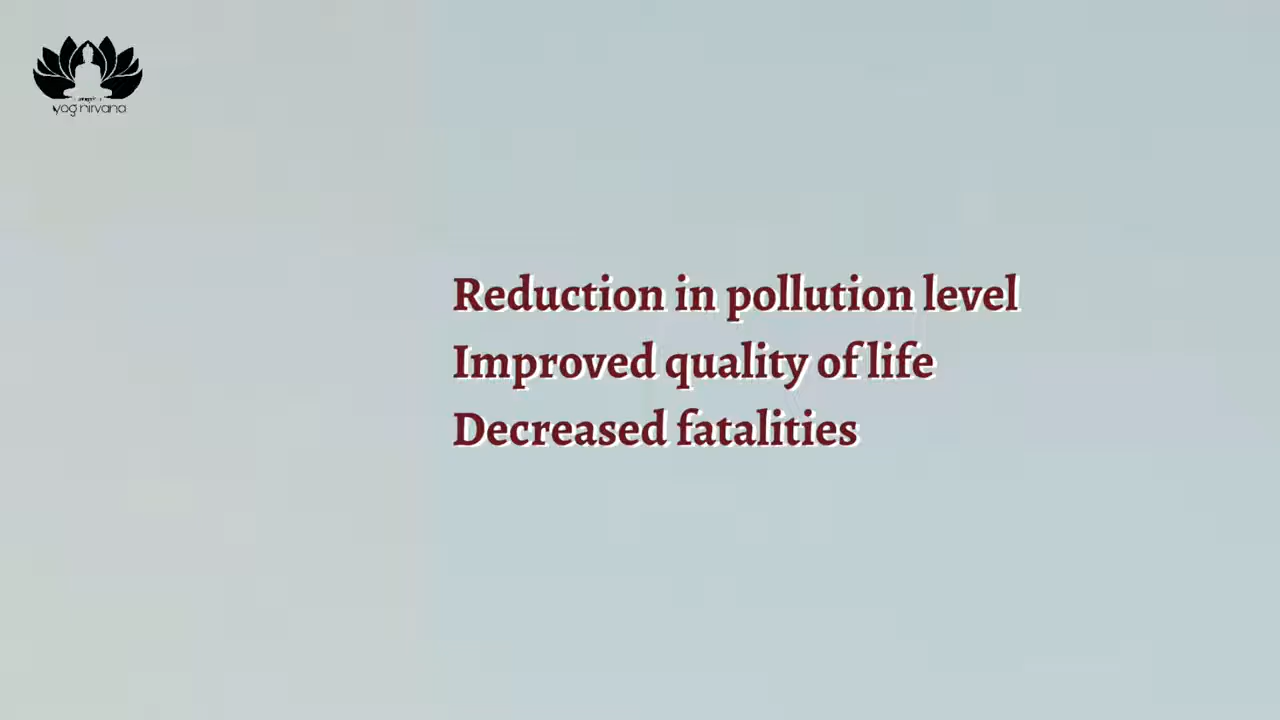 yog nirvana
Reduction in pollution level
Improved quality of life
Decreased fatalities